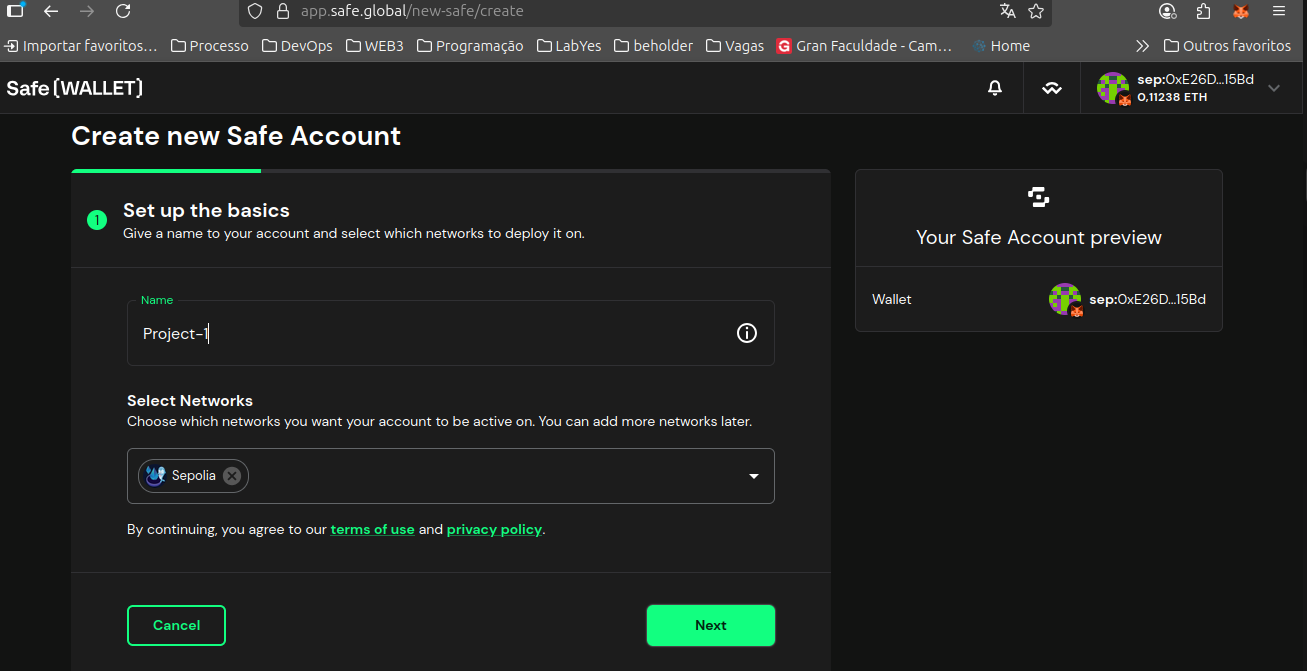 app.safe.global/new-safe/create
Importar favoritos… Processo DevOps WEB3 Programação LabYes beholder Vagas G Gran Faculdade - Cam… Home Outros favoritos
Safe{WALLET} sep:0xE26D...15Bd
0,11238 ETH
Create new Safe Account
1 Set up the basics
Give a name to your account and select which networks to deploy it on.
Your Safe Account preview
Name
Project-1
Wallet sep:0xE26D...15Bd
Select Networks
Choose which networks you want your account to be active on. You can add more networks later.
Sepolia
By continuing, you agree to our terms of use and privacy policy.
Cancel Next